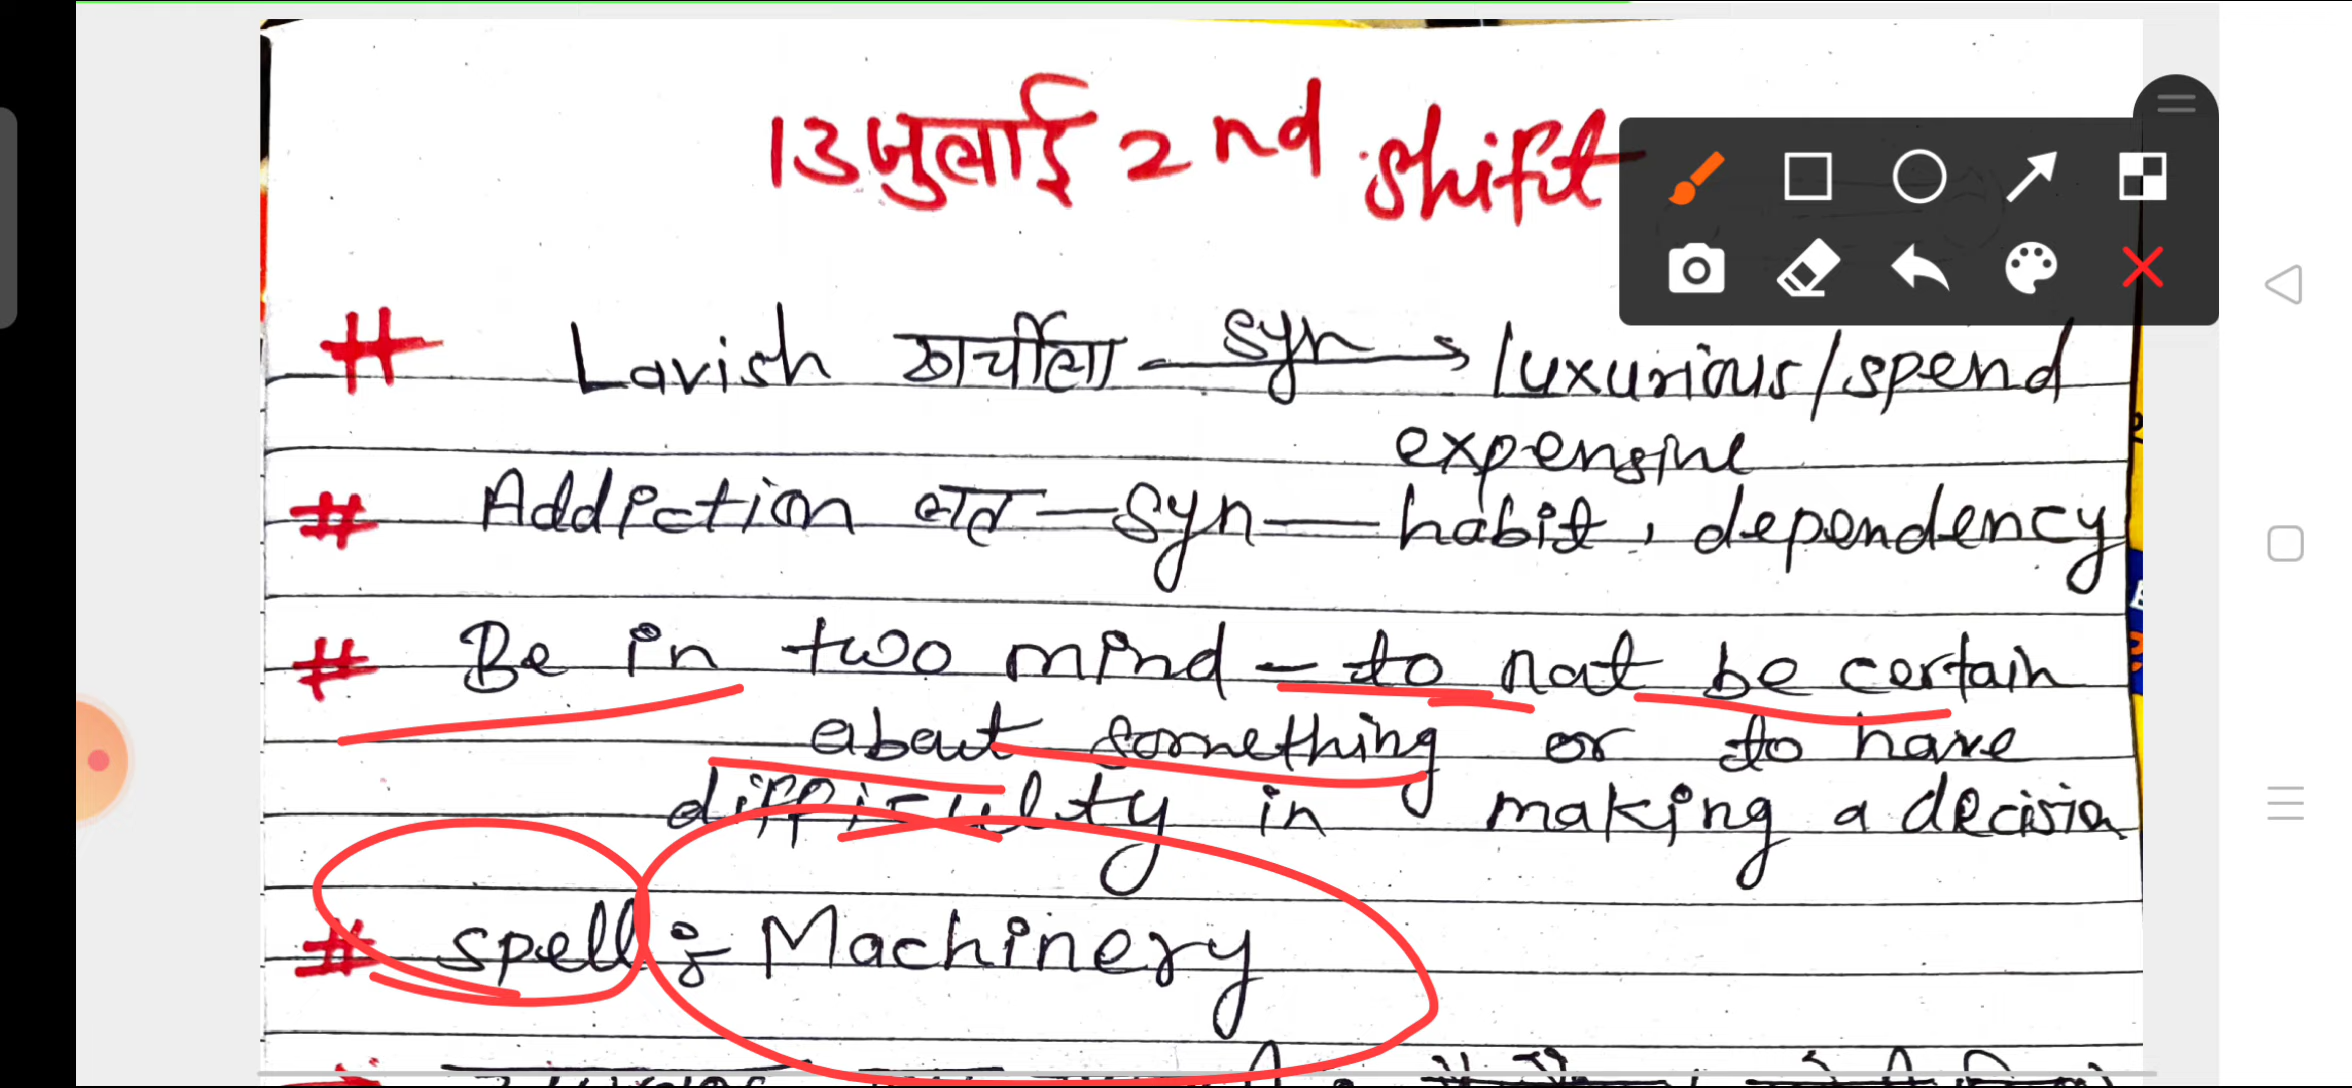 13 जुलाई 2nd shift
# Lavish खर्चीला - syn → luxurious/spend
expensive
# Addiction लत - Syn - habit, dependency
# Be in two mind - to not be certain
about something or to have
difficulty in making a decision
# spell : Machinery